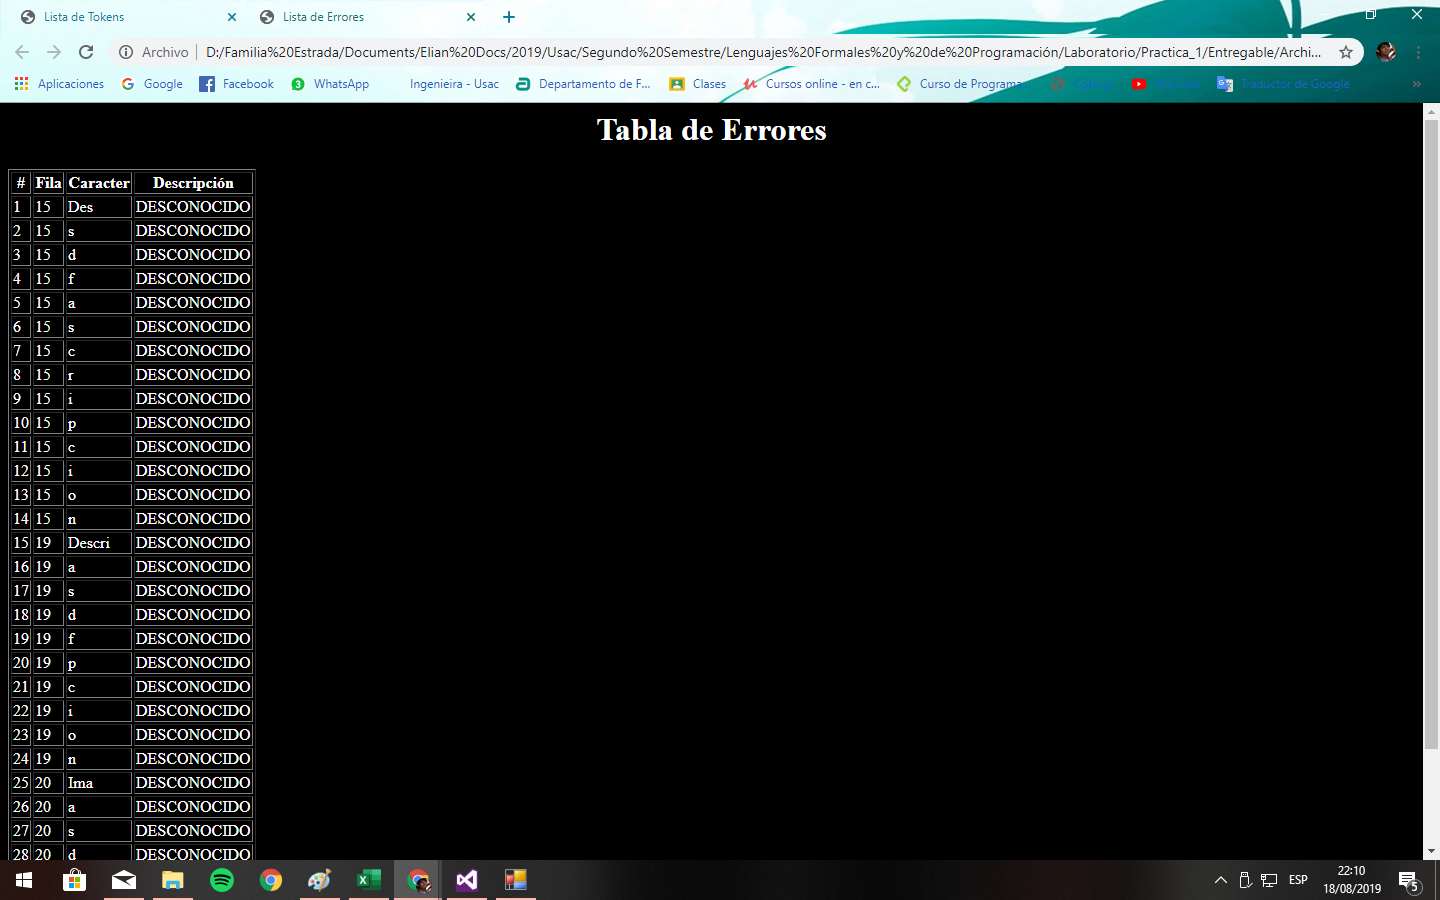 Lista de Tokens
Lista de Errores
Archivo | D:/Familia%20Estrada/Documents/Elian%20Docs/2019/Usac/Segundo%20Semestre/Lenguajes%20Formales%20y%20de%20Programación/Laboratorio/Practica_1/Entregable/Archi...
Aplicaciones Google Facebook WhatsApp Ingenieira - Usac Departamento de F... Clases Cursos online - en c... Curso de Programa... Traductor de Google »
Tabla de Errores
# Fila Caracter Descripción
1 15 Des DESCONOCIDO
2 15 s DESCONOCIDO
3 15 d DESCONOCIDO
4 15 f DESCONOCIDO
5 15 a DESCONOCIDO
6 15 s DESCONOCIDO
7 15 c DESCONOCIDO
8 15 r DESCONOCIDO
9 15 i DESCONOCIDO
10 15 p DESCONOCIDO
11 15 c DESCONOCIDO
12 15 i DESCONOCIDO
13 15 o DESCONOCIDO
14 15 n DESCONOCIDO
15 19 Descri DESCONOCIDO
16 19 a DESCONOCIDO
17 19 s DESCONOCIDO
18 19 d DESCONOCIDO
19 19 f DESCONOCIDO
20 19 p DESCONOCIDO
21 19 c DESCONOCIDO
22 19 i DESCONOCIDO
23 19 o DESCONOCIDO
24 19 n DESCONOCIDO
25 20 Ima DESCONOCIDO
26 20 a DESCONOCIDO
27 20 s DESCONOCIDO
28 20 d DESCONOCIDO
ESP
22:10
18/08/2019
5